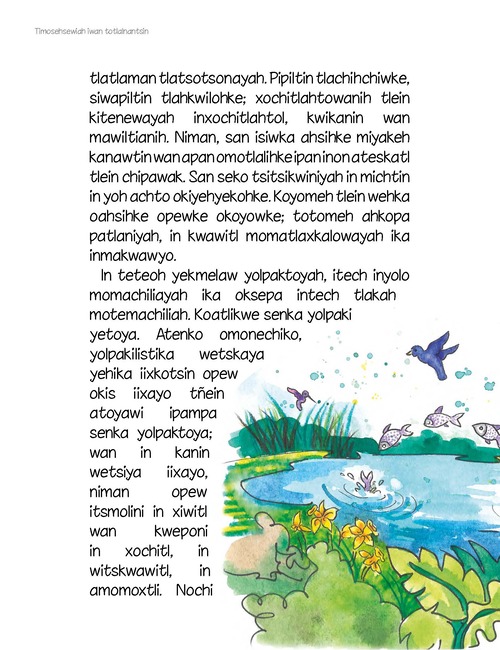 Timosehsewiah iwan totlalnantsin
tlatlaman tlatsotsonayah. Pipiltin tlachihchiwke,
siwapiltin tlahkwilohke; xochitlahtowanih tlein
kitenewayah inxochitlahtol, kwikanin wan
mawiltianih. Niman, san isiwka ahsihke miyakeh
kanawtin wan apan omotlalihke ipan inon ateskatl
tlein chipawak. San seko tsitsikwiniyah in michtin
in yoh achto okiyehyekohke. Koyomeh tlein wehka
oahsihke opewke okoyowke; totomeh ahkopa
patlaniyah, in kwawitl momatlaxkalowayah ika
inmakwawyo.
In teteoh yekmelaw yolpaktoyah, itech inyolo
momachiliayah ika oksepa intech tlakah
motemachiliah. Koatlikwe senka yolpaki
yetoya. Atenko omonechiko,
yolpakilistika wetskaya
yehika iixkotsin opew
okis iixayo tñein
atoyawi ipampa
senka yolpaktoya;
wan in kanin
wetsiya iixayo,
niman opew
itsmolini in xiwitl
wan kweponi
in xochitl, in
witskwawitl, in
amomoxtli. Nochi